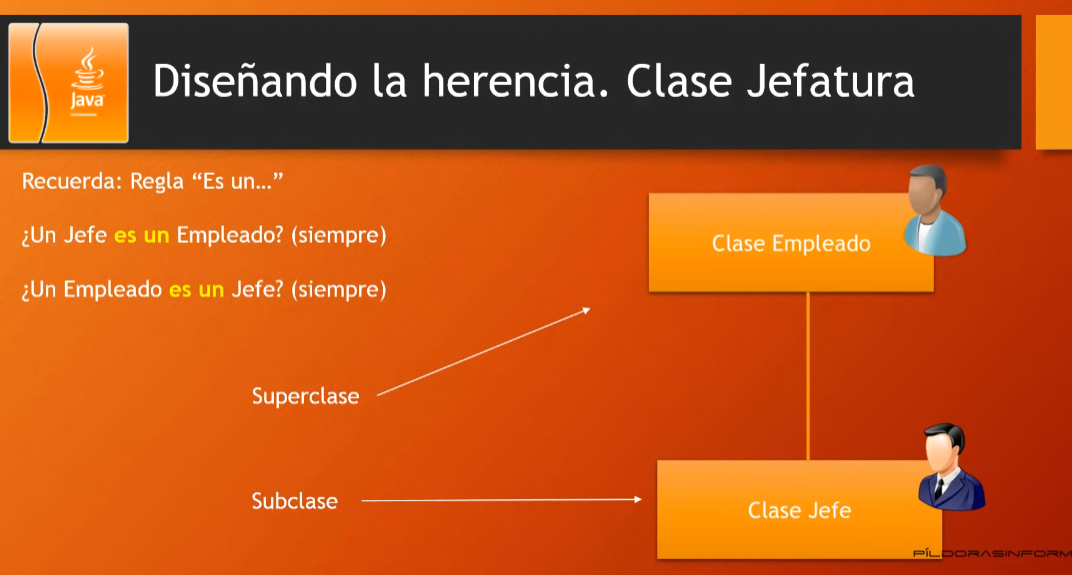 Java
Diseñando la herencia. Clase Jefatura
Recuerda: Regla “Es un…”
¿Un Jefe es un Empleado? (siempre)
¿Un Empleado es un Jefe? (siempre)
Clase Empleado
Superclase
Subclase
Clase Jefe
PÍLDORASINFORM